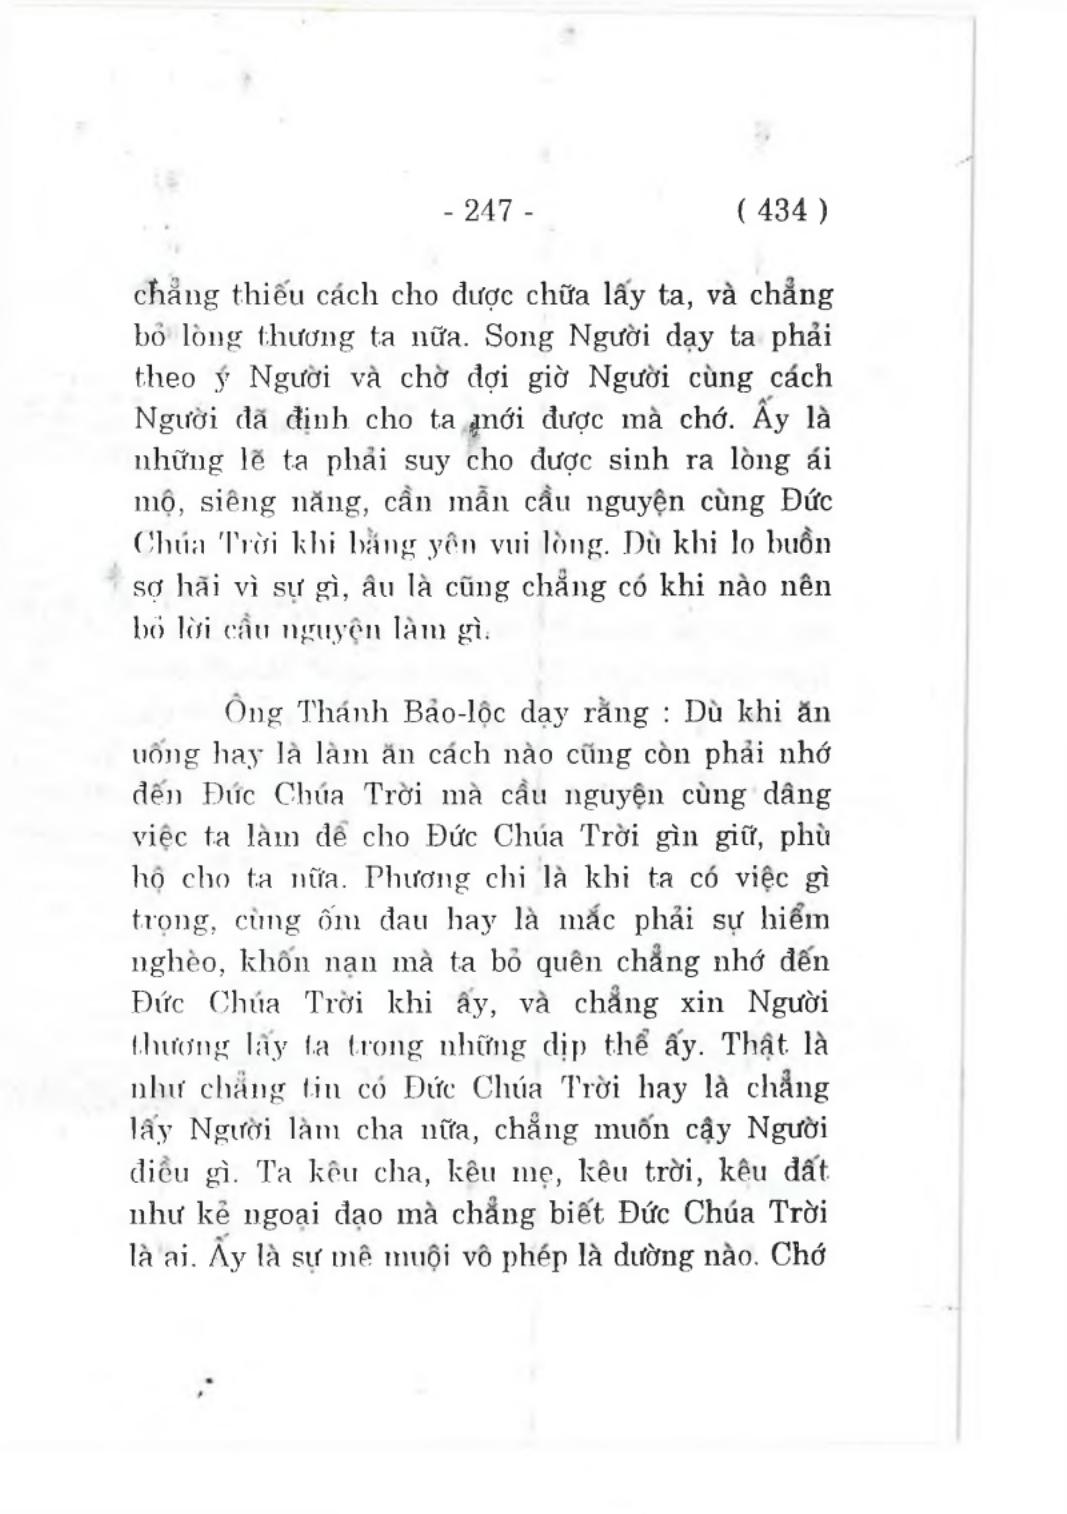 - 247 - ( 434 )
chẳng thiếu cách cho được chữa lấy ta, và chẳng
bỏ lòng thương ta nữa. Song Người dạy ta phải
theo ý Người và chờ đợi giờ Người cùng cách
Người đã định cho ta mới được mà chớ. Ấy là
những lẽ ta phải suy cho được sinh ra lòng ái
mộ, siêng năng, cần mẫn cầu nguyện cùng Đức
Chúa Trời khi bằng yên vui lòng. Dù khi lo buồn
sợ hãi vì sự gì, âu là cũng chẳng có khi nào nên
bỏ lời cầu nguyện làm gì.
Ông Thánh Bảo-lộc dạy rằng : Dù khi ăn
uống hay là làm ăn cách nào cũng còn phải nhớ
đến Đức Chúa Trời mà cầu nguyện cùng dâng
việc ta làm để cho Đức Chúa Trời gìn giữ, phù
hộ cho ta nữa. Phương chi là khi ta có việc gì
trọng, cùng ốm đau hay là mắc phải sự hiểm
nghèo, khốn nạn mà ta bỏ quên chẳng nhớ đến
Đức Chúa Trời khi ấy, và chẳng xin Người
thương lấy ta trong những dịp thể ấy. Thật là
như chẳng tin có Đức Chúa Trời hay là chẳng
lấy Người làm cha nữa, chẳng muốn cậy Người
điều gì. Ta kêu cha, kêu mẹ, kêu trời, kêu đất
như kẻ ngoại đạo mà chẳng biết Đức Chúa Trời
là ai. Ấy là sự mê muội vô phép là dường nào. Chớ